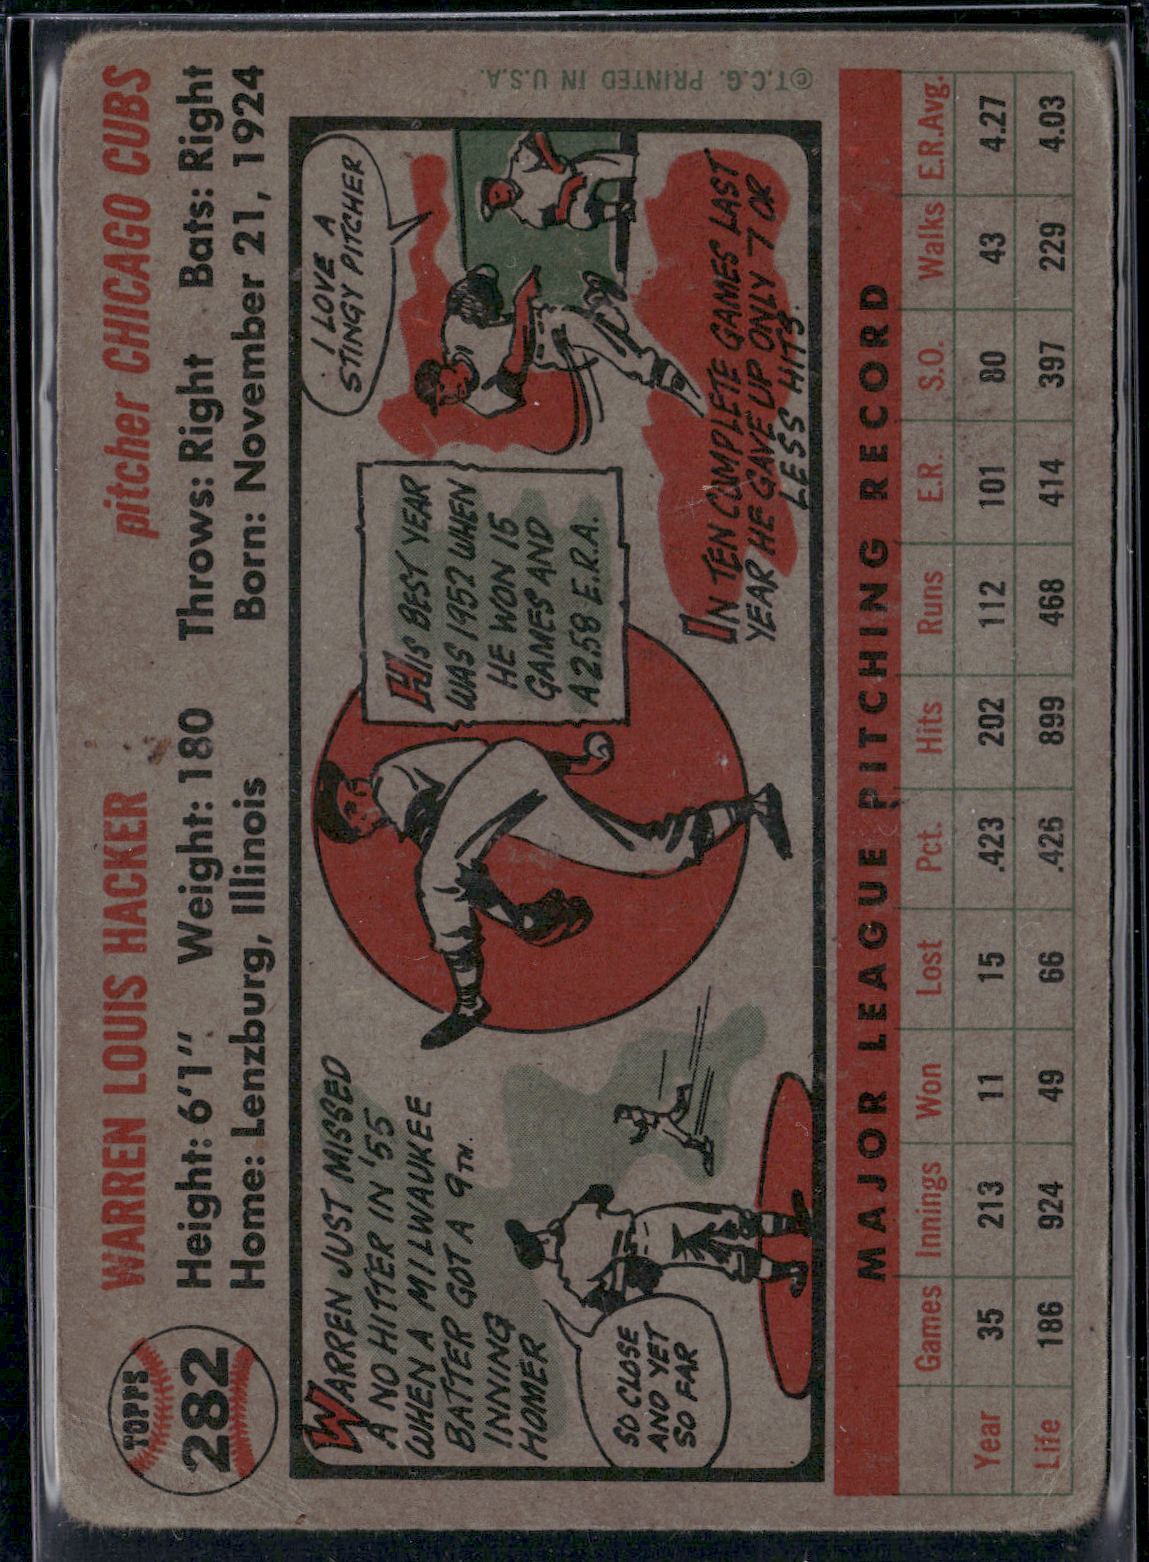 TOPPS
282
WARREN LOUIS HACKER
pitcher CHICAGO CUBS
Height: 6'1" Weight: 180 Throws: Right Bats: Right
Home: Lenzburg, Illinois Born: November 21, 1924
WARREN JUST MISSED
A NO HITTER IN '55
WHEN A MILWAUKEE
BATTER GOT A 9TH.
INNING
HOMER
SO CLOSE
AND YET
SO FAR
HIS BEST YEAR
WAS 1952 WHEN
HE WON 15
GAMES AND
A 2.58 E.R.A.
I LOVE A
STINGY PITCHER
IN TEN COMPLETE GAMES LAST
YEAR HE GAVE UP ONLY 7 OR
LESS HITS.
©T.C.G. PRINTED IN U.S.A.
MAJOR LEAGUE PITCHING RECORD
Games Innings Won Lost Pct. Hits Runs E.R. S.O. Walks E.R.Avg.
Year 35 213 11 15 .423 202 112 101 80 43 4.27
Life 186 924 49 66 .426 899 468 414 397 229 4.03